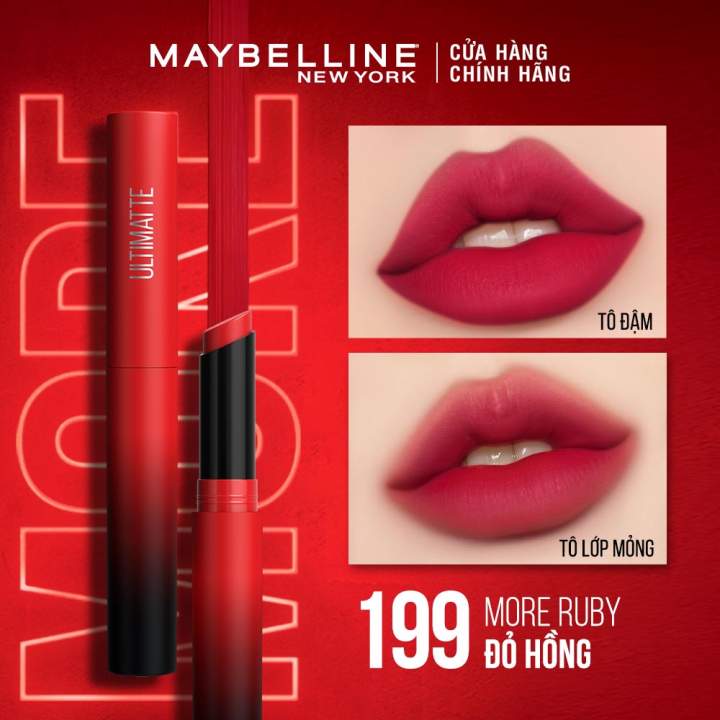 MAYBELLINE
NEW YORK
CỬA HÀNG
CHÍNH HÃNG
MORE
ULTIMATTE
TÔ ĐẬM
TÔ LỚP MỎNG
199
MORE RUBY
ĐỎ HỒNG